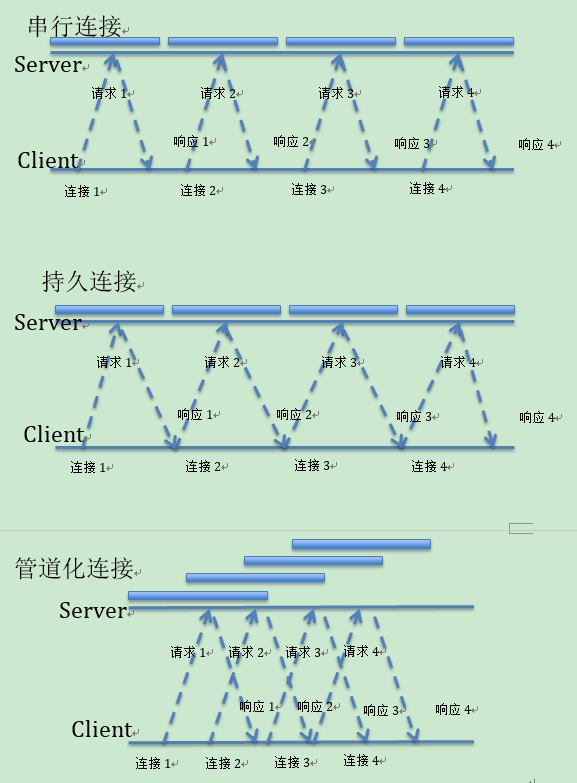 串行连接
Server
请求 1 请求 2 请求 3 请求 4
响应 1 响应 2 响应 3 响应 4
Client
连接 1 连接 2 连接 3 连接 4
持久连接
Server
请求 1 请求 2 请求 3 请求 4
响应 1 响应 2 响应 3 响应 4
Client
连接 1 连接 2 连接 3 连接 4
管道化连接
Server
请求 1 请求 2 请求 3 请求 4
响应 1 响应 2 响应 3 响应 4
Client
连接 1 连接 2 连接 3 连接 4